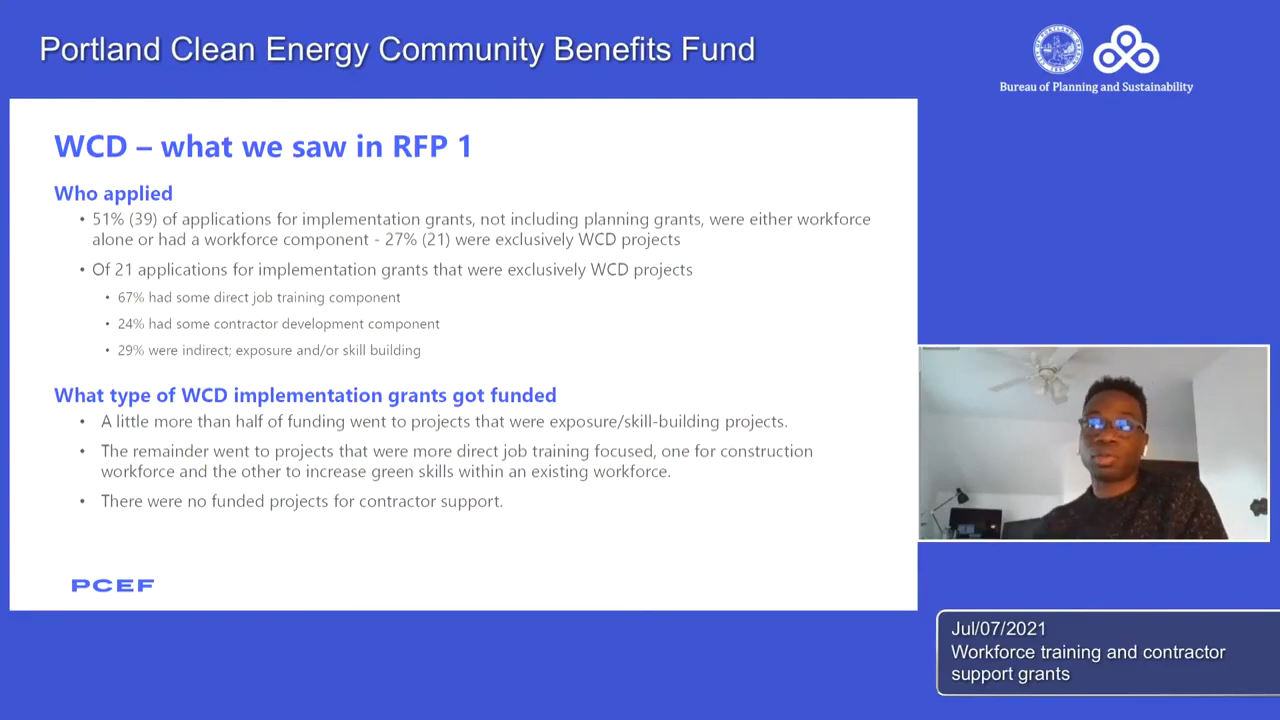 Portland Clean Energy Community Benefits Fund
Bureau of Planning and Sustainability
WCD – what we saw in RFP 1
Who applied
• 51% (39) of applications for implementation grants, not including planning grants, were either workforce
alone or had a workforce component - 27% (21) were exclusively WCD projects
• Of 21 applications for implementation grants that were exclusively WCD projects
• 67% had some direct job training component
• 24% had some contractor development component
• 29% were indirect; exposure and/or skill building
What type of WCD implementation grants got funded
• A little more than half of funding went to projects that were exposure/skill-building projects.
• The remainder went to projects that were more direct job training focused, one for construction
workforce and the other to increase green skills within an existing workforce.
• There were no funded projects for contractor support.
PCEF
Jul/07/2021
Workforce training and contractor
support grants